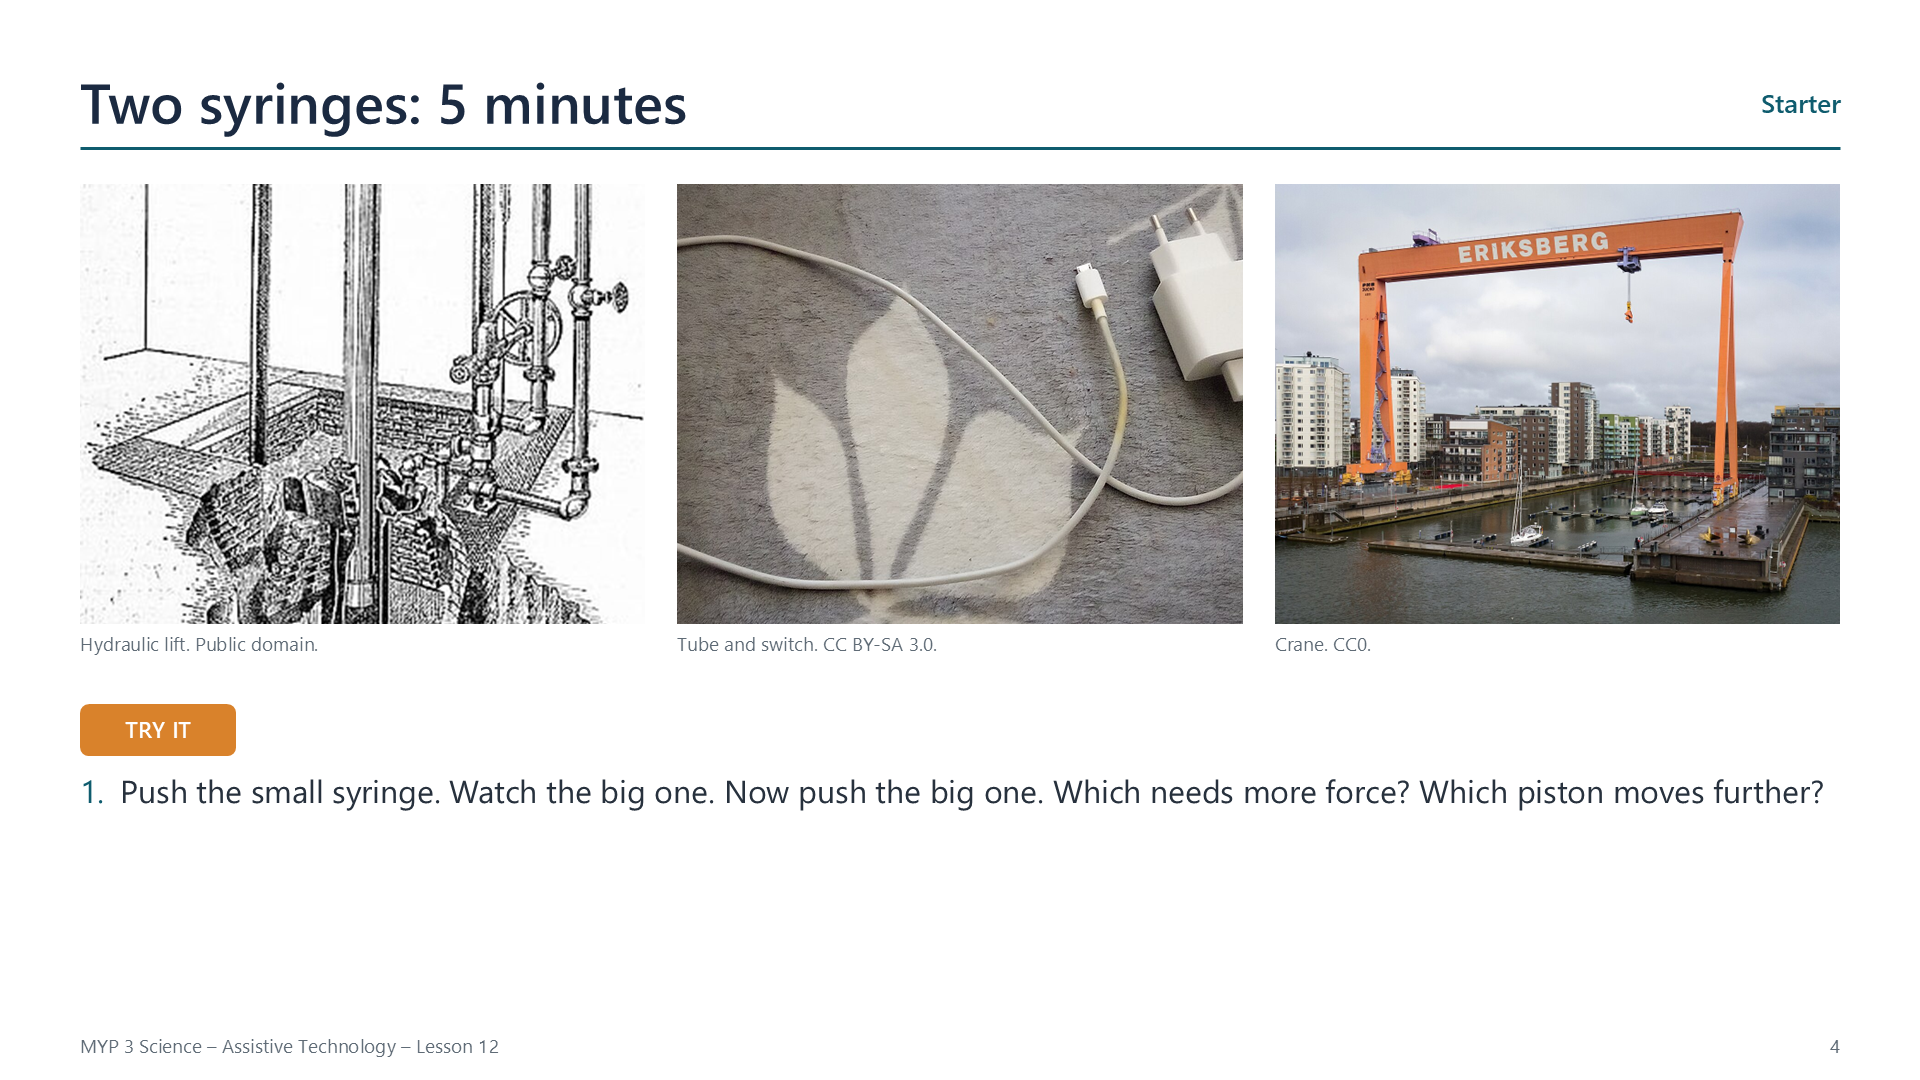 Two syringes: 5 minutes
Starter
ERIKSBERG
Hydraulic lift. Public domain.
Tube and switch. CC BY-SA 3.0.
Crane. CC0.
TRY IT
1. Push the small syringe. Watch the big one. Now push the big one. Which needs more force? Which piston moves further?
MYP 3 Science – Assistive Technology – Lesson 12
4